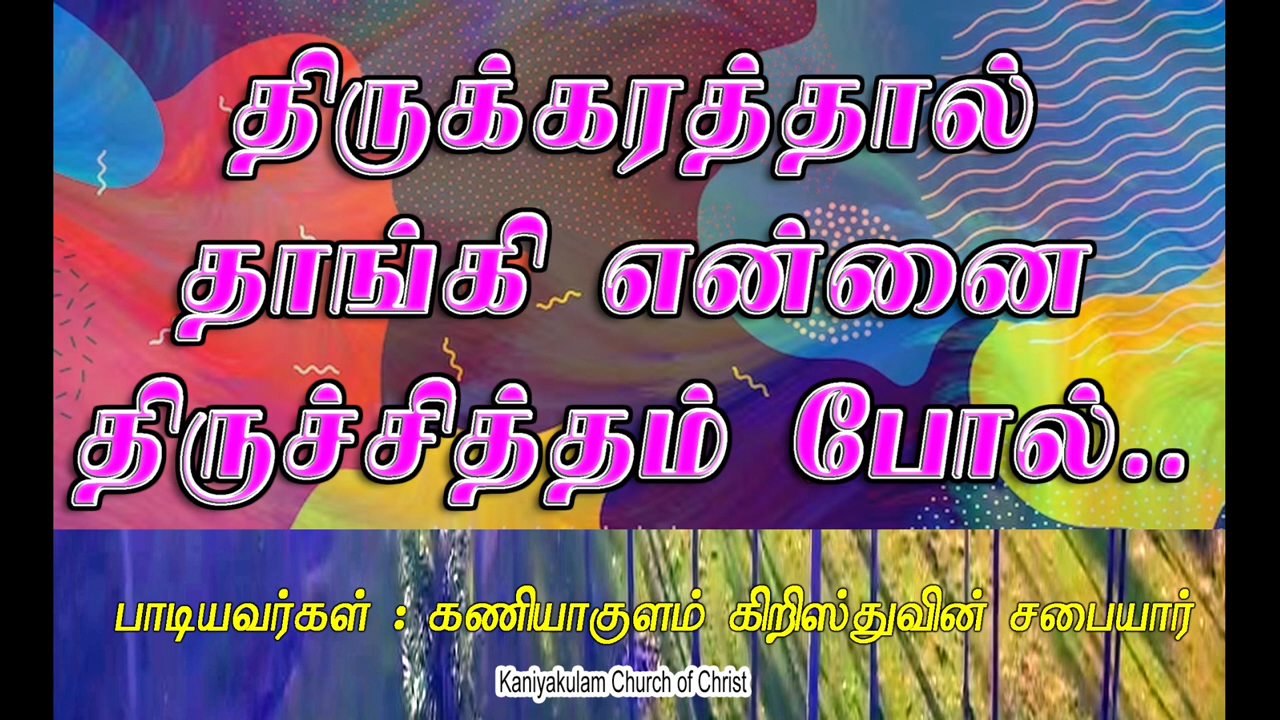 திருக்கரத்தால்
தாங்கி என்னை
திருச்சித்தம் போல்..
பாடியவர்கள் : கணியாகுளம் கிறிஸ்துவின் சபையார்
Kaniyakulam Church of Christ